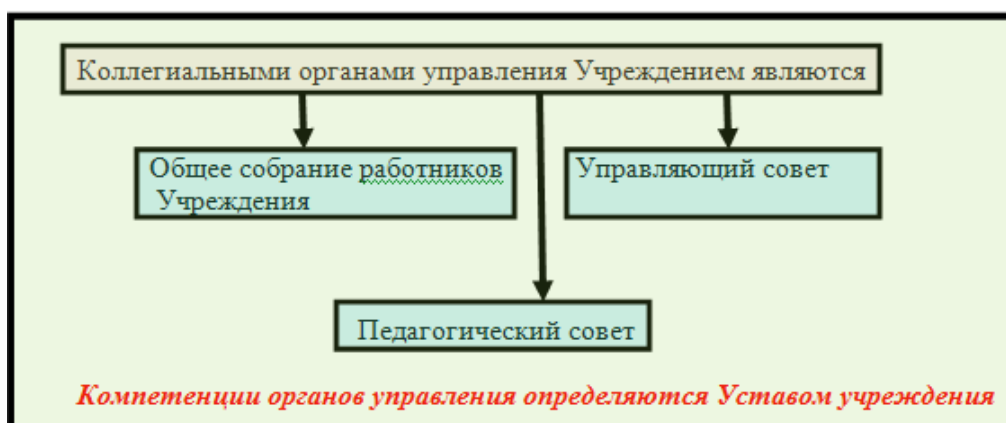 Коллегиальными органами управления Учреждением являются
Общее собрание работников
Учреждения
Управляющий совет
Педагогический совет
Компетенции органов управления определяются Уставом учреждения